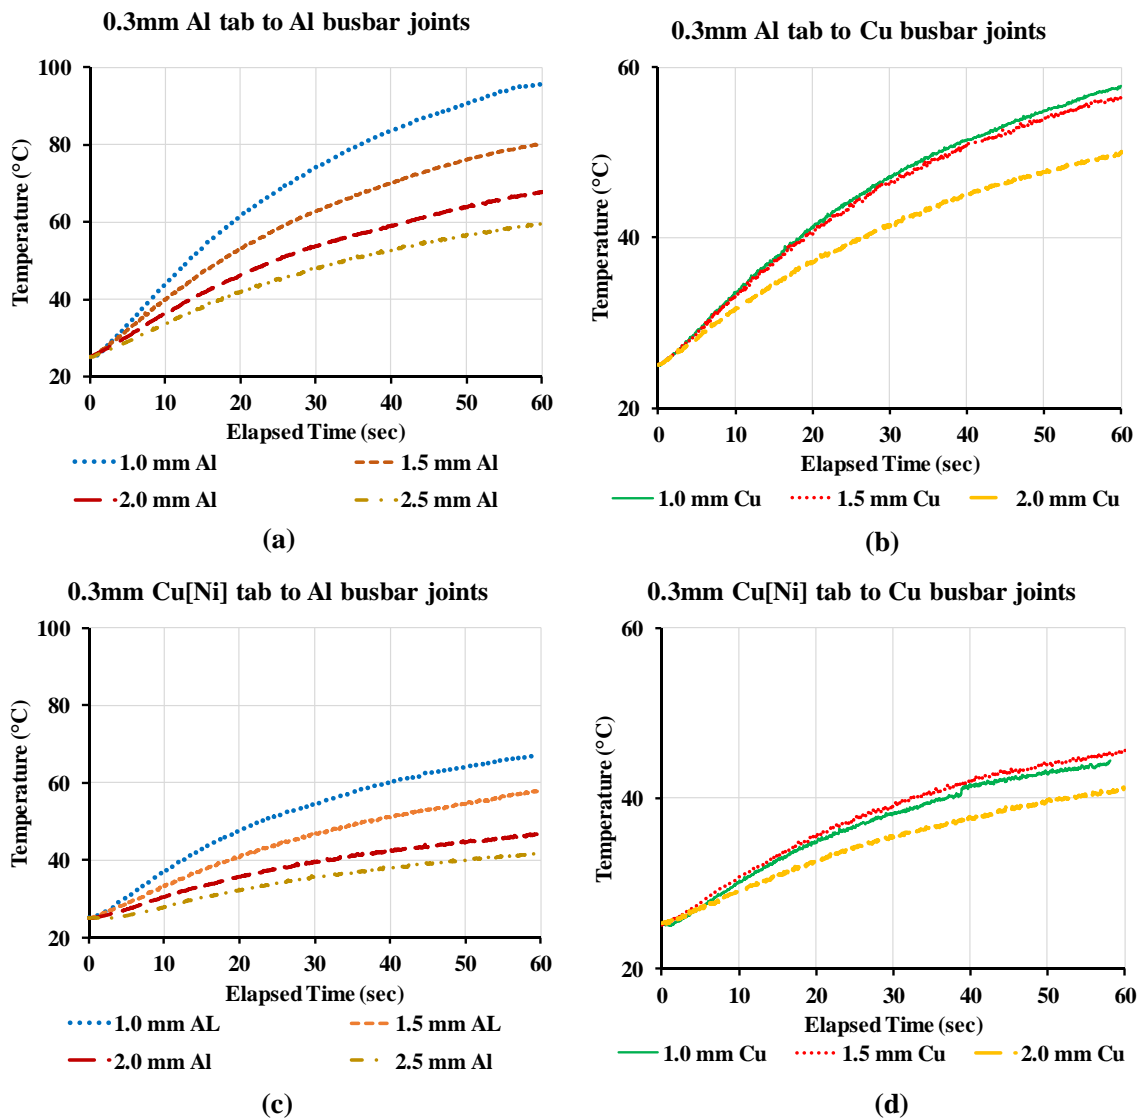 0.3mm Al tab to Al busbar joints
100
80
60
40
20
Temperature (°C)
0 10 20 30 40 50 60
Elapsed Time (sec)
1.0 mm Al 1.5 mm Al
2.0 mm Al 2.5 mm Al
(a)
0.3mm Al tab to Cu busbar joints
60
40
20
Temperature (°C)
0 10 20 30 40 50 60
Elapsed Time (sec)
1.0 mm Cu 1.5 mm Cu 2.0 mm Cu
(b)
0.3mm Cu[Ni] tab to Al busbar joints
100
80
60
40
20
Temperature (°C)
0 10 20 30 40 50 60
Elapsed Time (sec)
1.0 mm AL 1.5 mm AL
2.0 mm Al 2.5 mm Al
(c)
0.3mm Cu[Ni] tab to Cu busbar joints
60
40
20
Temperature (°C)
0 10 20 30 40 50 60
Elapsed Time (sec)
1.0 mm Cu 1.5 mm Cu 2.0 mm Cu
(d)